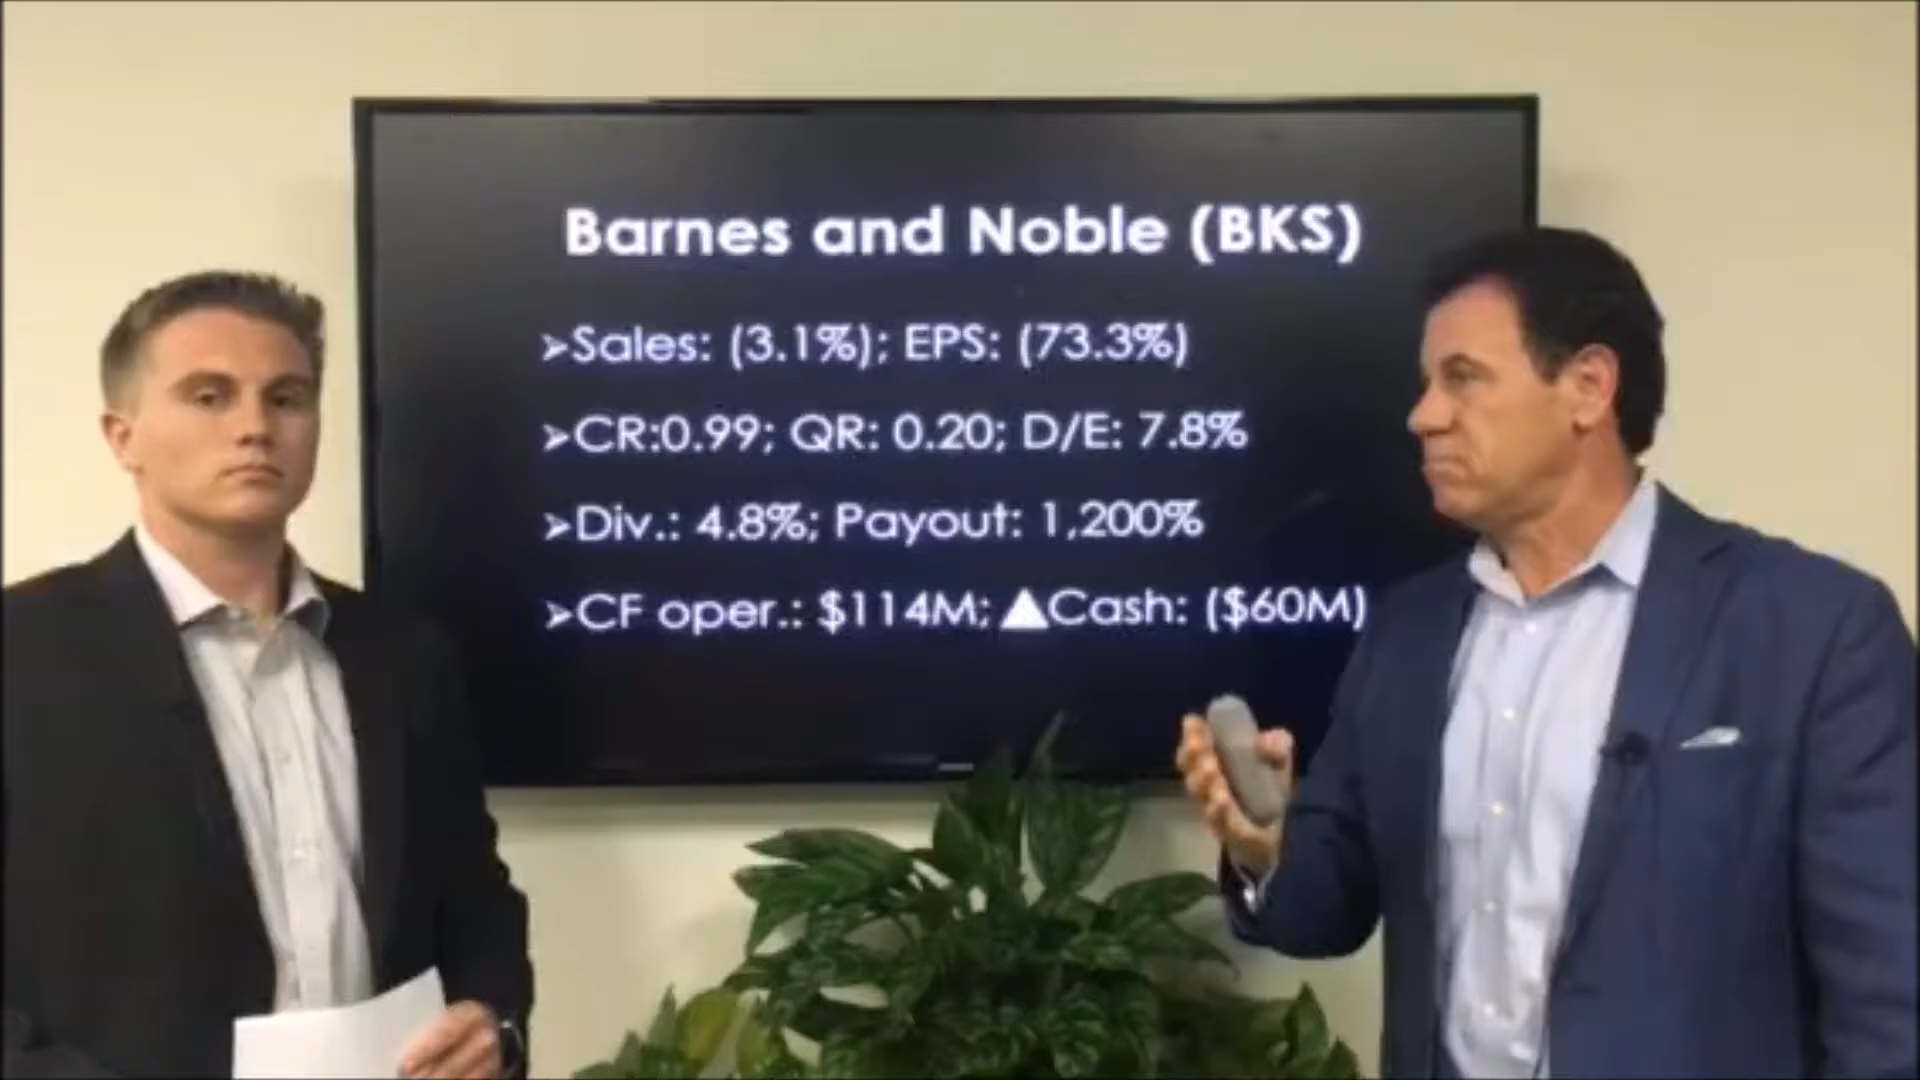 Barnes and Noble (BKS)
➢Sales: (3.1%); EPS: (73.3%)
➢CR:0.99; QR: 0.20; D/E: 7.8%
➢Div.: 4.8%; Payout: 1,200%
➢CF oper.: $114M; ▲Cash: ($60M)